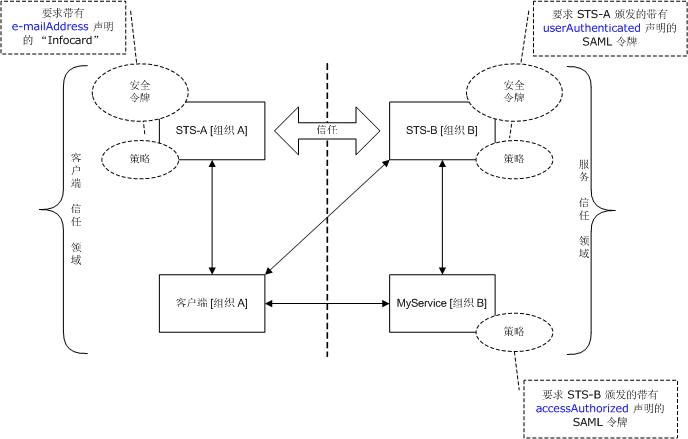 要求带有
e-mailAddress 声明
的 “Infocard”
要求 STS-A 颁发的带有
userAuthenticated 声明的
SAML 令牌
安全
令牌
安全
令牌
STS-A [组织 A]
信任
STS-B [组织 B]
策略
策略
客户端 信任 领域
服务 信任 领域
客户端 [组织 A]
MyService [组织 B]
策略
要求 STS-B 颁发的带有
accessAuthorized 声明的
SAML 令牌